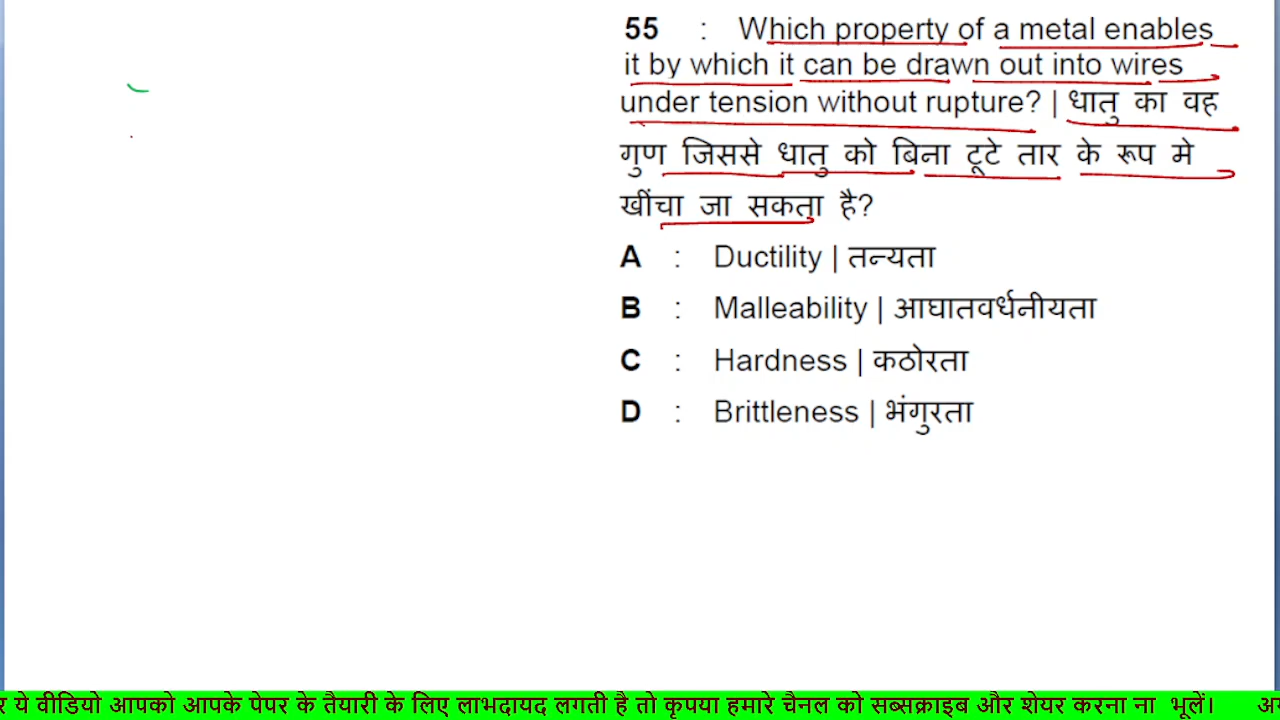 55 : Which property of a metal enables
it by which it can be drawn out into wires
under tension without rupture? | धातु का वह
गुण जिससे धातु को बिना टूटे तार के रूप मे
खींचा जा सकता है?
A : Ductility | तन्यता
B : Malleability | आघातवर्धनीयता
C : Hardness | कठोरता
D : Brittleness | भंगुरता
ये वीडियो आपको आपके पेपर के तैयारी के लिए लाभदायद लगती है तो कृपया हमारे चैनल को सब्सक्राइब और शेयर करना ना भूलें।